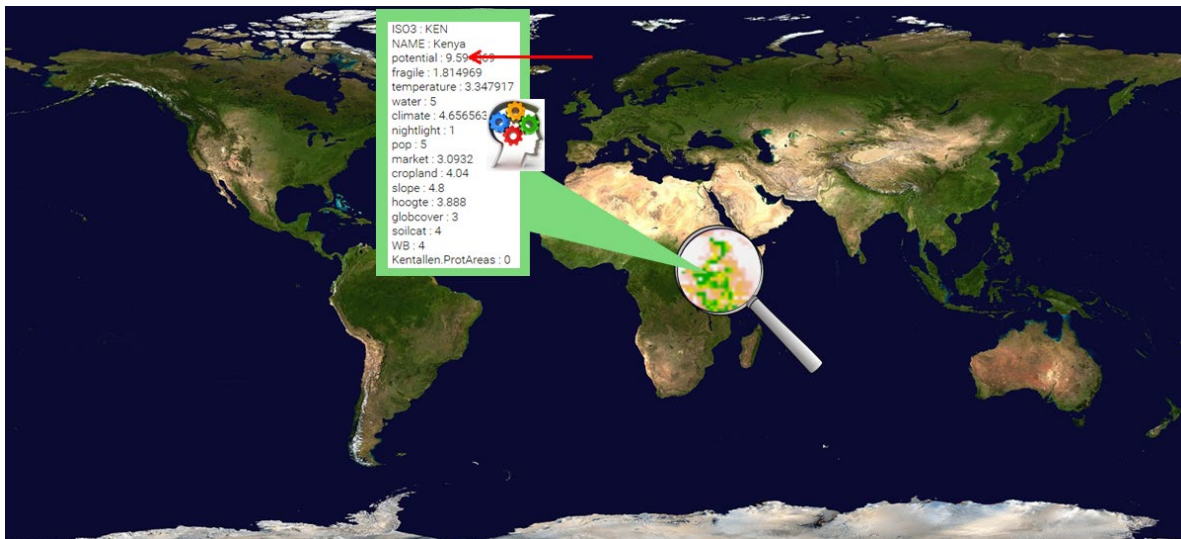 ISO3 : KEN
NAME : Kenya
potential :
fragile : 1.814969
temperature : 3.347917
water : 5
climate : 4.656563
nightlight : 1
pop : 5
market : 3.0932
cropland : 4.04
slope : 4.8
hoogte : 3.888
globcover : 3
soilcat : 4
WB : 4
Kentallen.ProtAreas : 0